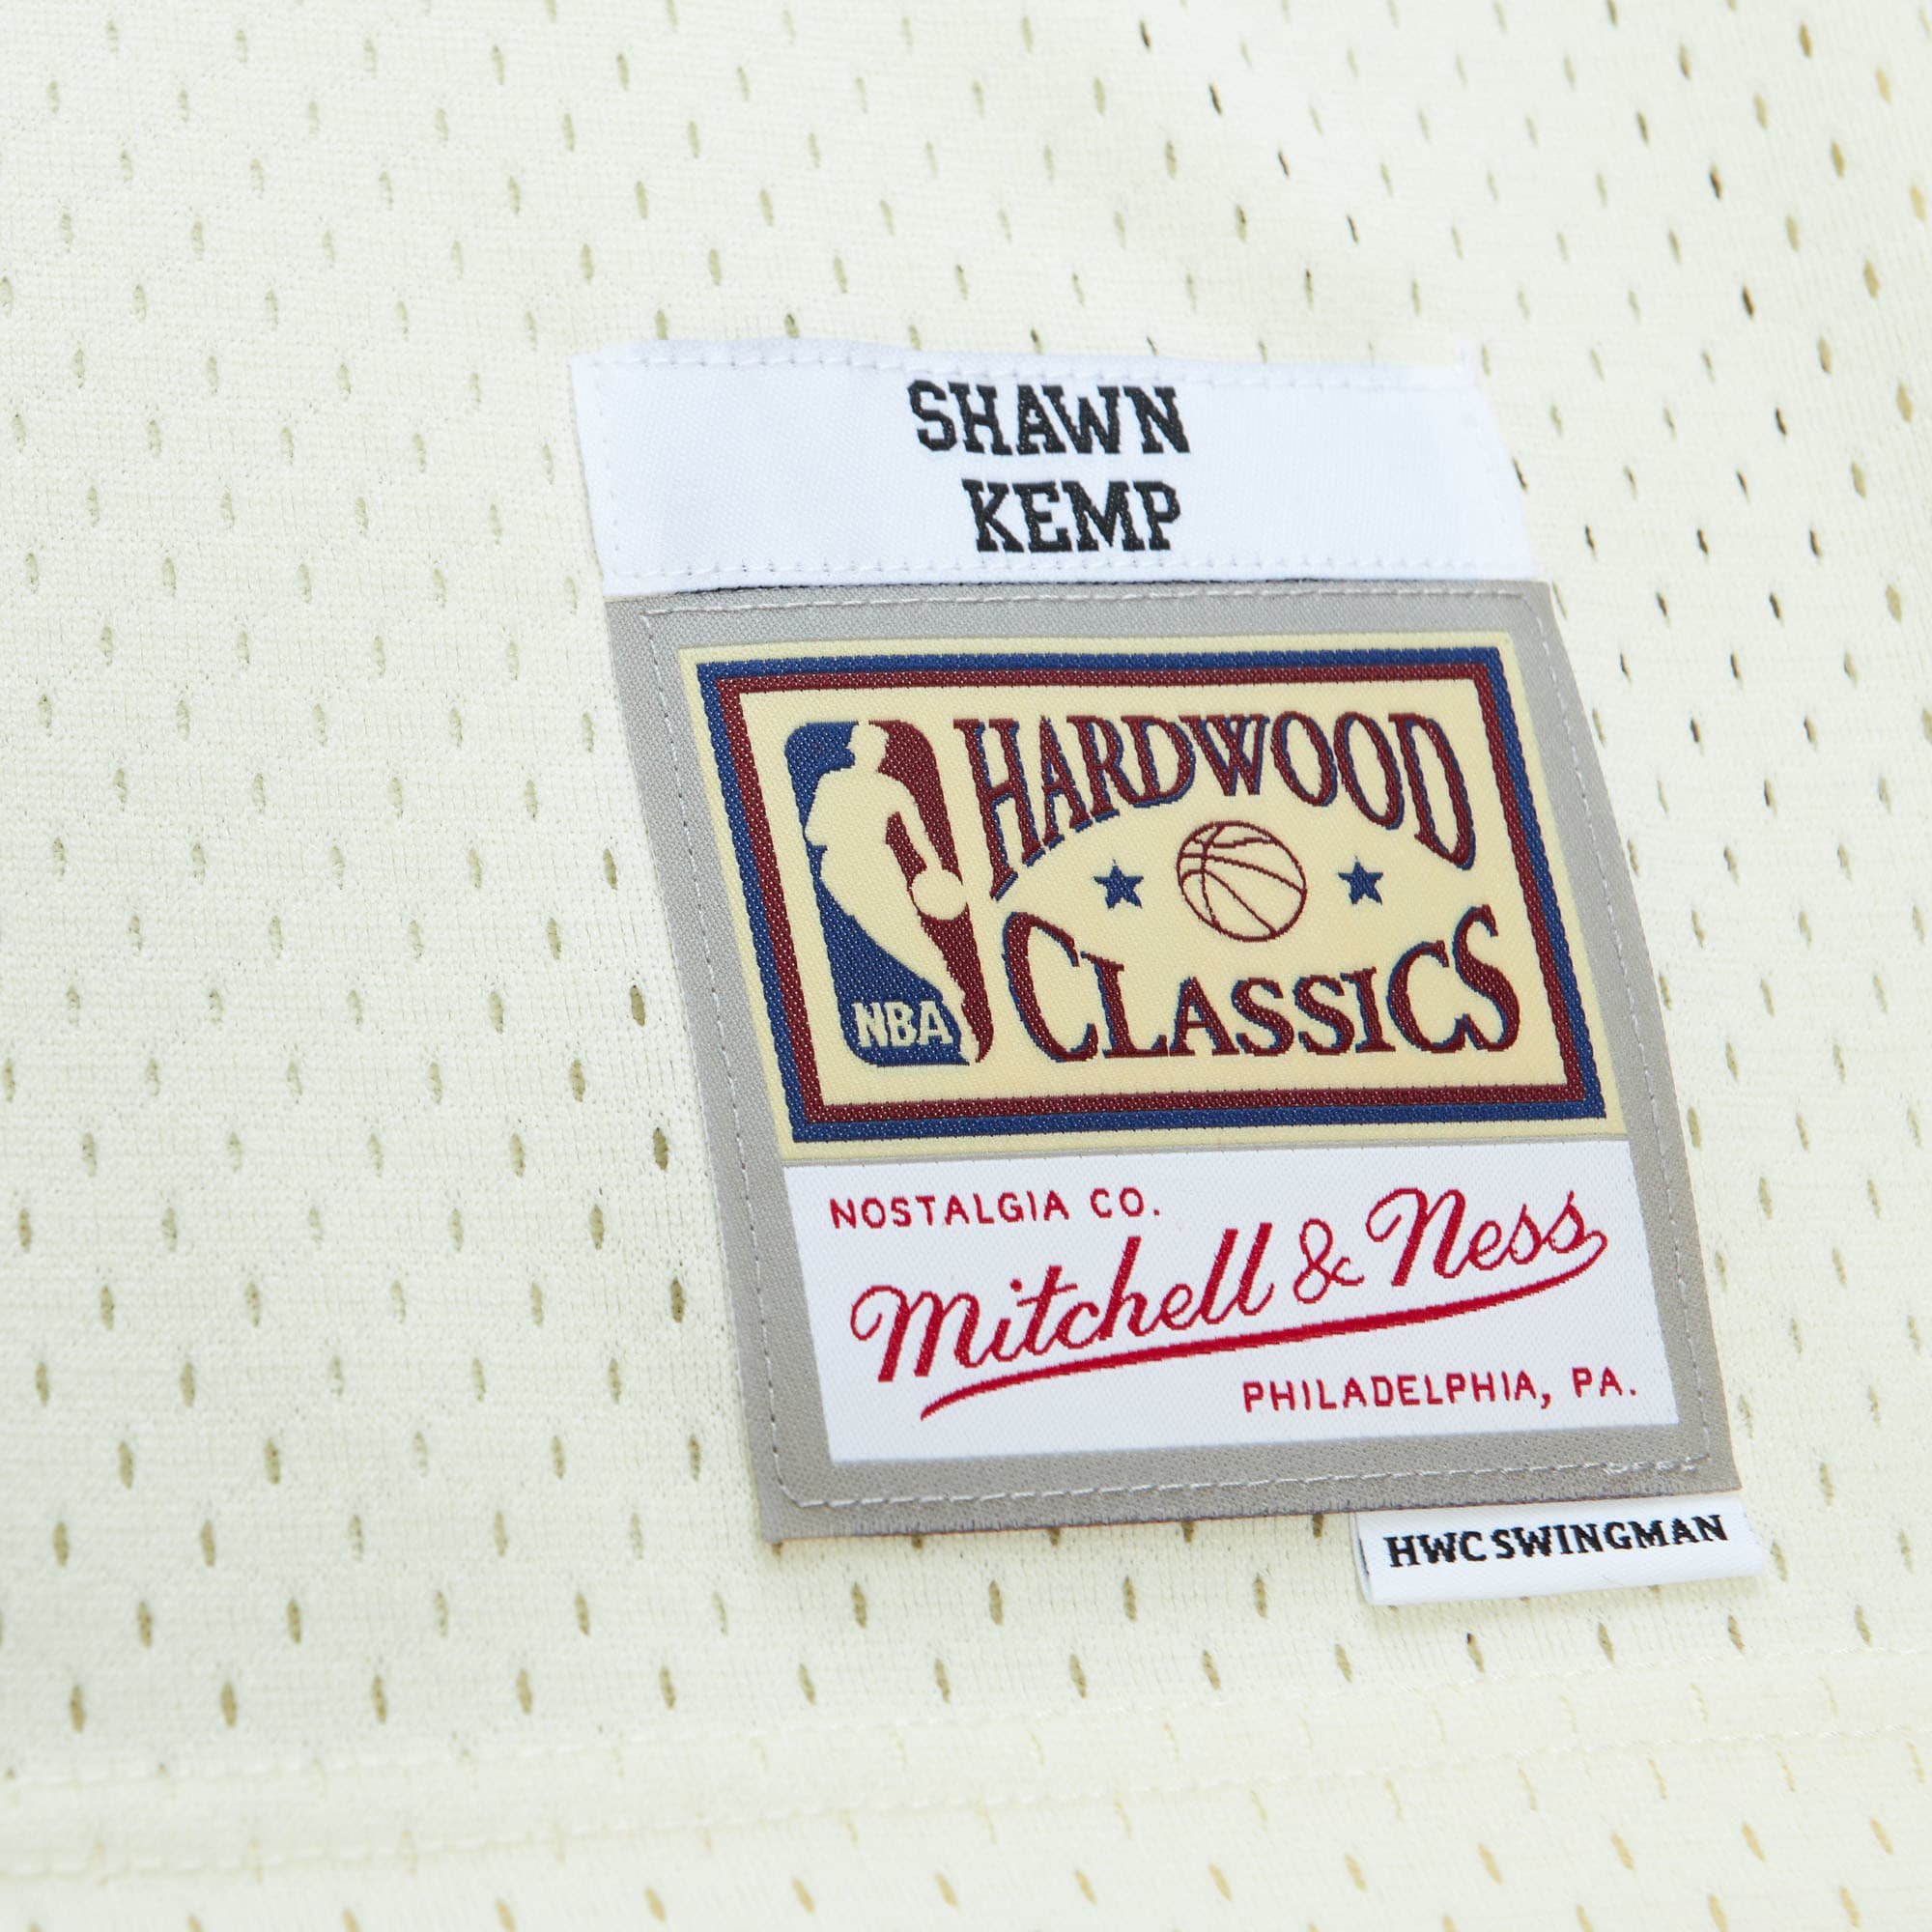 SHAWN
KEMP
HARDWOOD
CLASSICS
NBA
NOSTALGIA CO.
Mitchell & Ness
PHILADELPHIA, PA.
HWC SWINGMAN